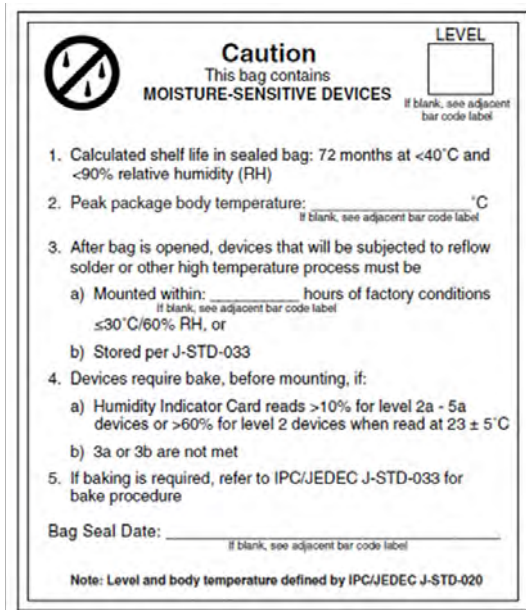 LEVEL
Caution
This bag contains
MOISTURE-SENSITIVE DEVICES
If blank, see adjacent
bar code label
1. Calculated shelf life in sealed bag: 72 months at <40˚C and
<90% relative humidity (RH)
2. Peak package body temperature: ____________________˚C
If blank, see adjacent bar code label
3. After bag is opened, devices that will be subjected to reflow
solder or other high temperature process must be
a) Mounted within: ___________ hours of factory conditions
If blank, see adjacent bar code label
≤30˚C/60% RH, or
b) Stored per J-STD-033
4. Devices require bake, before mounting, if:
a) Humidity Indicator Card reads >10% for level 2a - 5a
devices or >60% for level 2 devices when read at 23 ± 5˚C
b) 3a or 3b are not met
5. If baking is required, refer to IPC/JEDEC J-STD-033 for
bake procedure
Bag Seal Date: ______________________________
If blank, see adjacent bar code label
Note: Level and body temperature defined by IPC/JEDEC J-STD-020